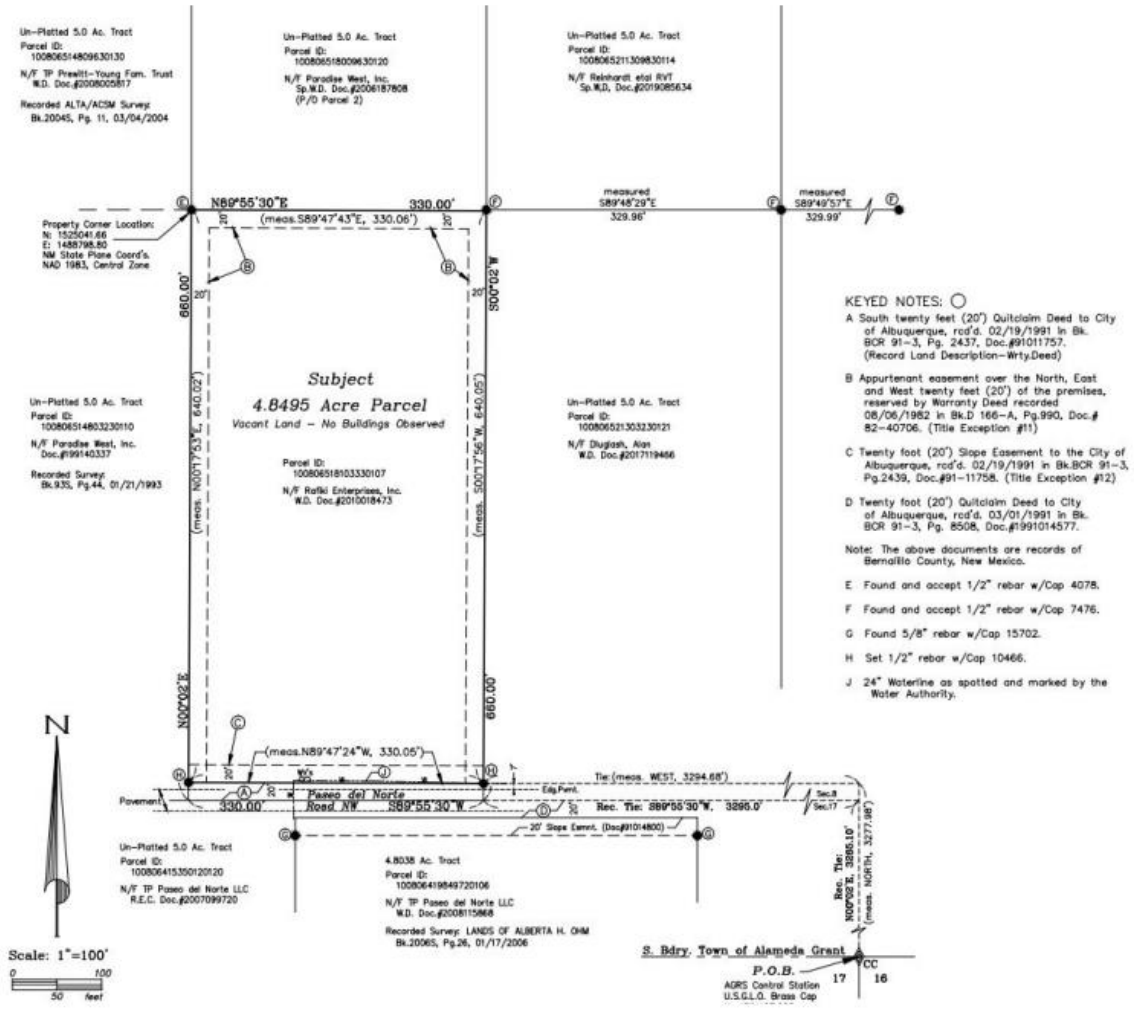 Un-Platted 5.0 Ac. Tract
Parcel ID:
100806514809630130
N/F TP Prewitt-Young Fam. Trust
W.D. Doc.#2008005817
Recorded ALTA/ACSM Survey:
Bk.2004S, Pg. 11, 03/04/2004
Un-Platted 5.0 Ac. Tract
Parcel ID:
100806518009630120
N/F Paradise West, Inc.
Sp.W.D. Doc.#2006187808
(P/O Parcel 2)
Un-Platted 5.0 Ac. Tract
Parcel ID:
1008065211309830114
N/F Reinhardt etal RVT
Sp.W.D. Doc.#2019085634
E
N89°55'30"E
330.00'
(meas.S89°47'43"E, 330.06')
20'
20'
F
measured
S89°48'29"E
329.96'
F
measured
S89°49'57"E
329.99'
F
Property Corner Location:
N: 1525041.66
E: 1488798.80
NM State Plane Coord's.
NAD 1983, Central Zone
B
B
20'
20'
660.00'
S00°02'W
(meas. N00°17'53"E, 640.02')
(meas. S00°17'56"W, 640.05')
N00°02'E
660.00'
Subject
4.8495 Acre Parcel
Vacant Land – No Buildings Observed
Parcel ID:
100806518103330107
N/F Rafiki Enterprises, Inc.
W.D. Doc.#2010018473
Un-Platted 5.0 Ac. Tract
Parcel ID:
100806514803230110
N/F Paradise West, Inc.
Doc.#199140337
Recorded Survey:
Bk.93S, Pg.44, 01/21/1993
Un-Platted 5.0 Ac. Tract
Parcel ID:
100806521303230121
N/F Dlugash, Alan
W.D. Doc.#2017119466
KEYED NOTES:
A South twenty feet (20') Quitclaim Deed to City
of Albuquerque, rcd'd. 02/19/1991 in Bk.
BCR 91-3, Pg. 2437, Doc.#91011757.
(Record Land Description-Wrty.Deed)
B Appurtenant easement over the North, East
and West twenty feet (20') of the premises,
reserved by Warranty Deed recorded
08/06/1982 in Bk.D 166-A, Pg.990, Doc.#
82-40706. (Title Exception #11)
C Twenty foot (20') Slope Easement to the City of
Albuquerque, rcd'd. 02/19/1991 in Bk.BCR 91-3,
Pg.2439, Doc.#91-11758. (Title Exception #12)
D Twenty foot (20') Quitclaim Deed to City
of Albuquerque, rcd'd. 03/01/1991 in Bk.
BCR 91-3, Pg. 8508, Doc.#1991014577.
Note: The above documents are records of
Bernalillo County, New Mexico.
E Found and accept 1/2" rebar w/Cap 4078.
F Found and accept 1/2" rebar w/Cap 7476.
G Found 5/8" rebar w/Cap 15702.
H Set 1/2" rebar w/Cap 10466.
J 24" Waterline as spotted and marked by the
Water Authority.
N
C
20'
(meas.N89°47'24"W, 330.05')
H
WV's
J
H
Tie:(meas. WEST, 3294.68')
Pavement
A
20'
Paseo del Norte
Edg.Pvmt.
Sec.8
330.00'
Road NW
S89°55'30"W
D
20'
Rec. Tie: S89°55'30"W, 3295.0'
Sec.17
G
20' Slope Esmnt. (Doc#91014800)
G
Un-Platted 5.0 Ac. Tract
Parcel ID:
100806415350120120
N/F TP Paseo del Norte LLC
R.E.C. Doc.#2007099720
4.8038 Ac. Tract
Parcel ID:
100806419849720106
N/F TP Paseo del Norte LLC
W.D. Doc.#2008115868
Recorded Survey: LANDS OF ALBERTA H. OHM
Bk.2006S, Pg.26, 01/17/2006
Rec. Tie:
N00°02'E, 3265.10'
(meas. NORTH, 3277.98')
Scale: 1"=100'
0 100
50 feet
S. Bdry. Town of Alameda Grant
CC
P.O.B.
17 16
AGRS Control Station
U.S.G.L.O. Brass Cap